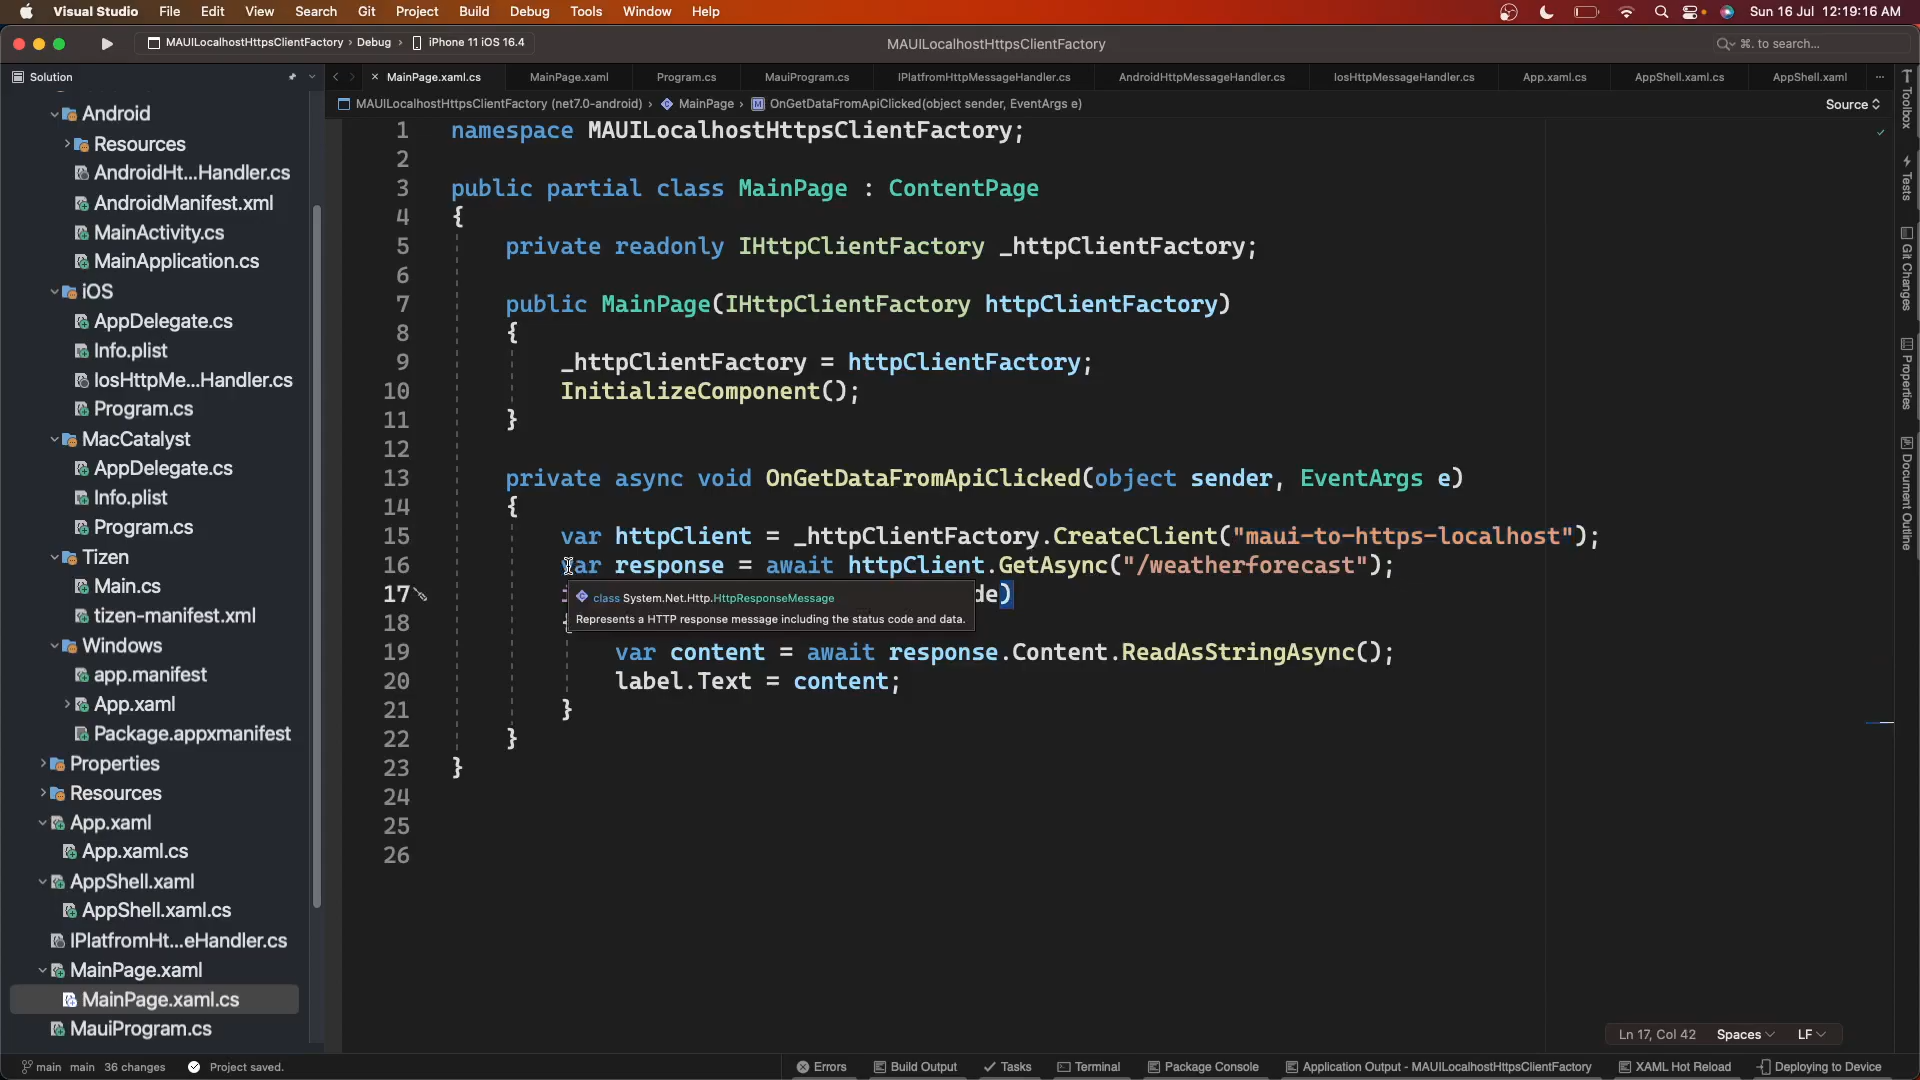 Visual Studio File Edit View Search Git Project Build Debug Tools Window Help
Sun 16 Jul 12:19:16 AM
MAUILocalhostHttpsClientFactory › Debug › iPhone 11 iOS 16.4
MAUILocalhostHttpsClientFactory
⌘. to search...
Solution
MainPage.xaml.cs MainPage.xaml Program.cs MauiProgram.cs IPlatfromHttpMessageHandler.cs AndroidHttpMessageHandler.cs IosHttpMessageHandler.cs App.xaml.cs AppShell.xaml.cs AppShell.xaml ...
MAUILocalhostHttpsClientFactory (net7.0-android) › MainPage › OnGetDataFromApiClicked(object sender, EventArgs e)
Source
Android
Resources
AndroidHt...Handler.cs
AndroidManifest.xml
MainActivity.cs
MainApplication.cs
iOS
AppDelegate.cs
Info.plist
IosHttpMe...Handler.cs
Program.cs
MacCatalyst
AppDelegate.cs
Info.plist
Program.cs
Tizen
Main.cs
tizen-manifest.xml
Windows
app.manifest
App.xaml
Package.appxmanifest
Properties
Resources
App.xaml
App.xaml.cs
AppShell.xaml
AppShell.xaml.cs
IPlatfromHt...eHandler.cs
MainPage.xaml
MainPage.xaml.cs
MauiProgram.cs
1 namespace MAUILocalhostHttpsClientFactory;
2
3 public partial class MainPage : ContentPage
4 {
5 private readonly IHttpClientFactory _httpClientFactory;
6
7 public MainPage(IHttpClientFactory httpClientFactory)
8 {
9 _httpClientFactory = httpClientFactory;
10 InitializeComponent();
11 }
12
13 private async void OnGetDataFromApiClicked(object sender, EventArgs e)
14 {
15 var httpClient = _httpClientFactory.CreateClient("maui-to-https-localhost");
16 var response = await httpClient.GetAsync("/weatherforecast");
17 de)
class System.Net.Http.HttpResponseMessage
Represents a HTTP response message including the status code and data.
18 {
19 var content = await response.Content.ReadAsStringAsync();
20 label.Text = content;
21 }
22 }
23 }
24
25
26
Toolbox
Tests
Git Changes
Properties
Document Outline
Ln 17, Col 42 Spaces LF
main main 36 changes Project saved.
Errors Build Output Tasks Terminal Package Console Application Output - MAUILocalhostHttpsClientFactory XAML Hot Reload Deploying to Device